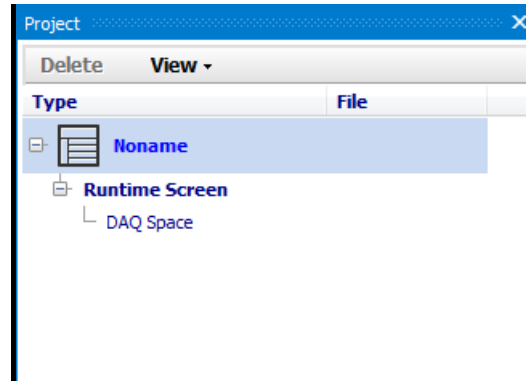 Project
Delete View
Type File
Noname
Runtime Screen
DAQ Space